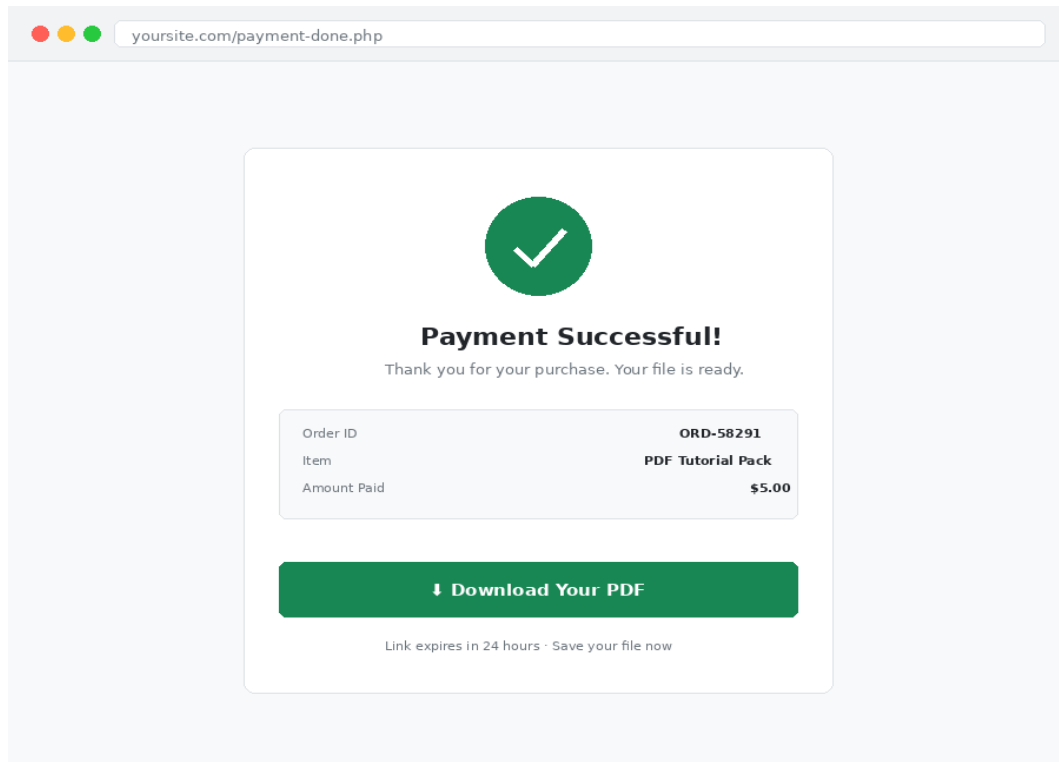 yoursite.com/payment-done.php
Payment Successful!
Thank you for your purchase. Your file is ready.
Order ID ORD-58291
Item PDF Tutorial Pack
Amount Paid $5.00
⬇ Download Your PDF
Link expires in 24 hours · Save your file now